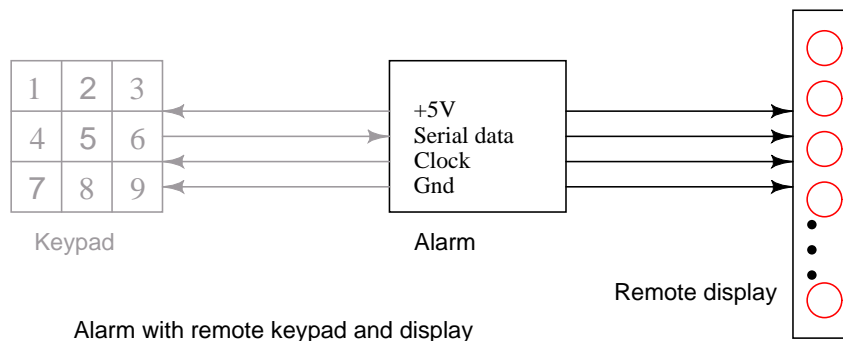 1 2 3
4 5 6
7 8 9
Keypad
+5V
Serial data
Clock
Gnd
Alarm
Remote display
Alarm with remote keypad and display